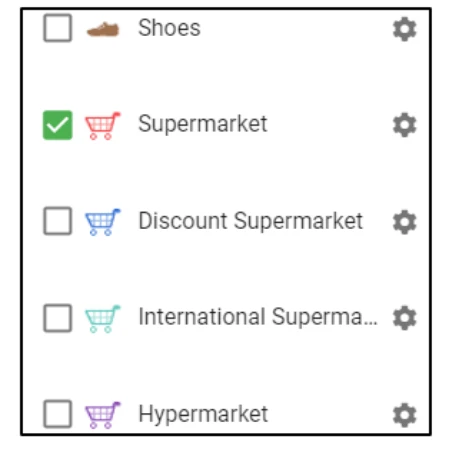 Shoes
Supermarket
Discount Supermarket
International Superma...
Hypermarket